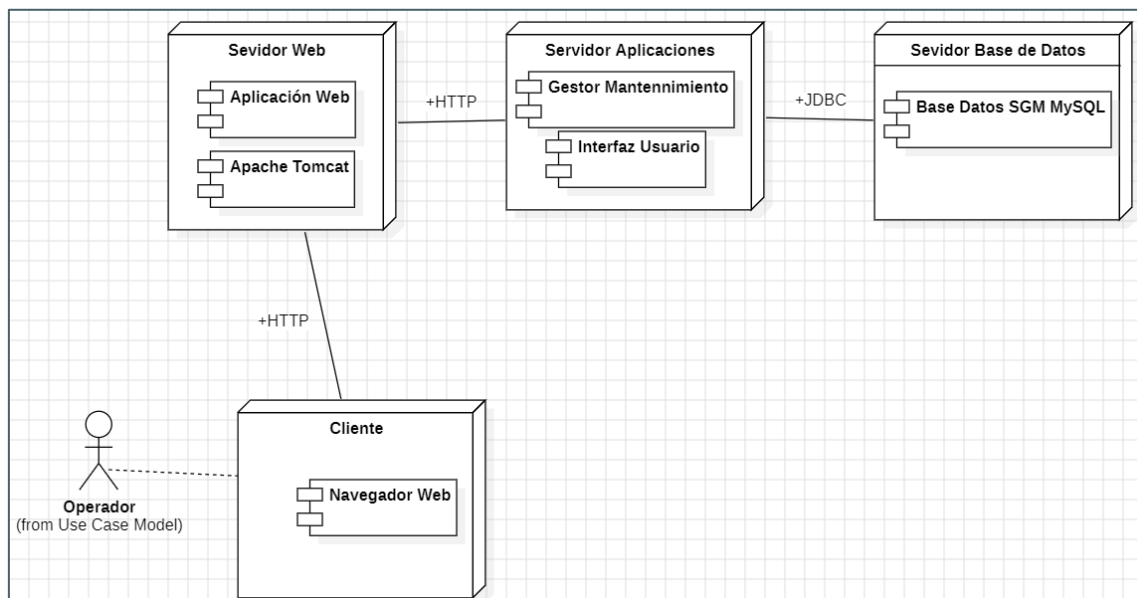 Sevidor Web
Aplicación Web
Apache Tomcat
+HTTP
Servidor Aplicaciones
Gestor Mantennimiento
Interfaz Usuario
+JDBC
Sevidor Base de Datos
Base Datos SGM MySQL
+HTTP
Cliente
Navegador Web
Operador
(from Use Case Model)